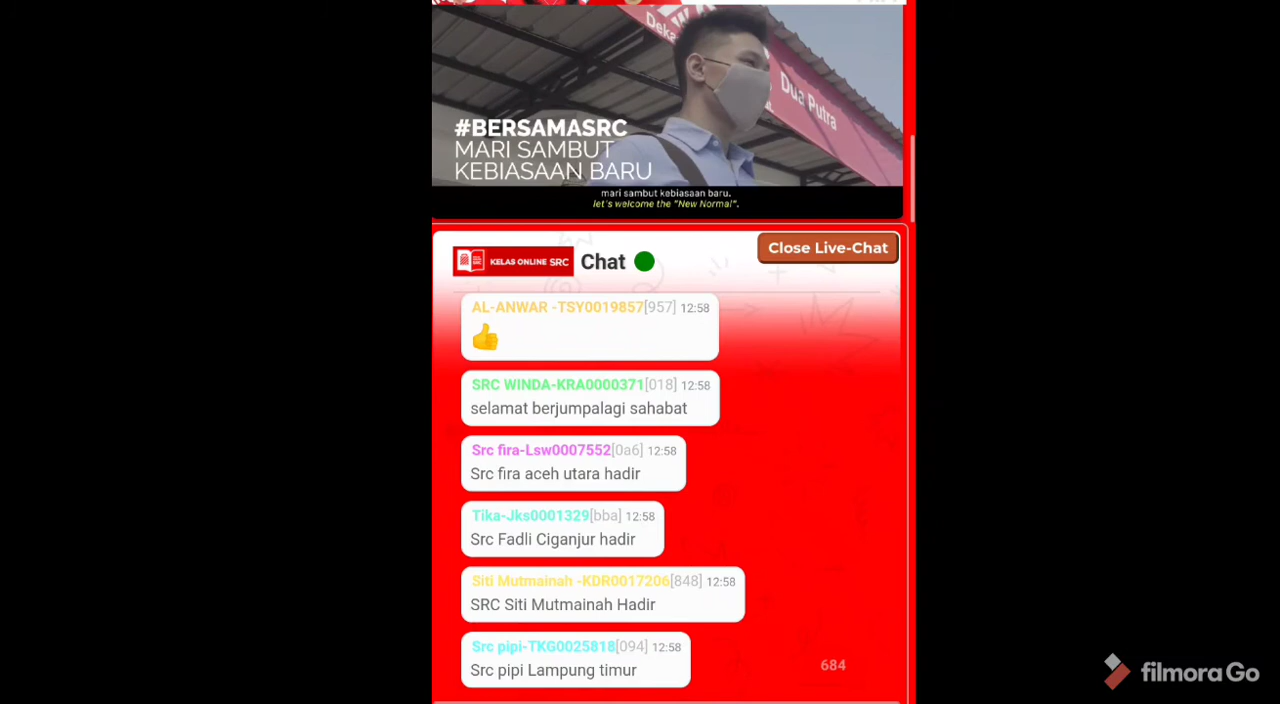 Deka
Dua Putra
#BERSAMASRC
MARI SAMBUT
KEBIASAAN BARU
mari sambut kebiasaan baru.
let's welcome the "New Normal".
KELAS ONLINE SRC
Chat
Close Live-Chat
AL-ANWAR -TSY0019857[957] 12:58
👍
SRC WINDA-KRA0000371[018] 12:58
selamat berjumpalagi sahabat
Src fira-Lsw0007552[0a6] 12:58
Src fira aceh utara hadir
Tika-Jks0001329[bba] 12:58
Src Fadli Ciganjur hadir
Siti Mutmainah -KDR0017206[848] 12:58
SRC Siti Mutmainah Hadir
Src pipi-TKG0025818[094] 12:58
Src pipi Lampung timur
684
filmora Go